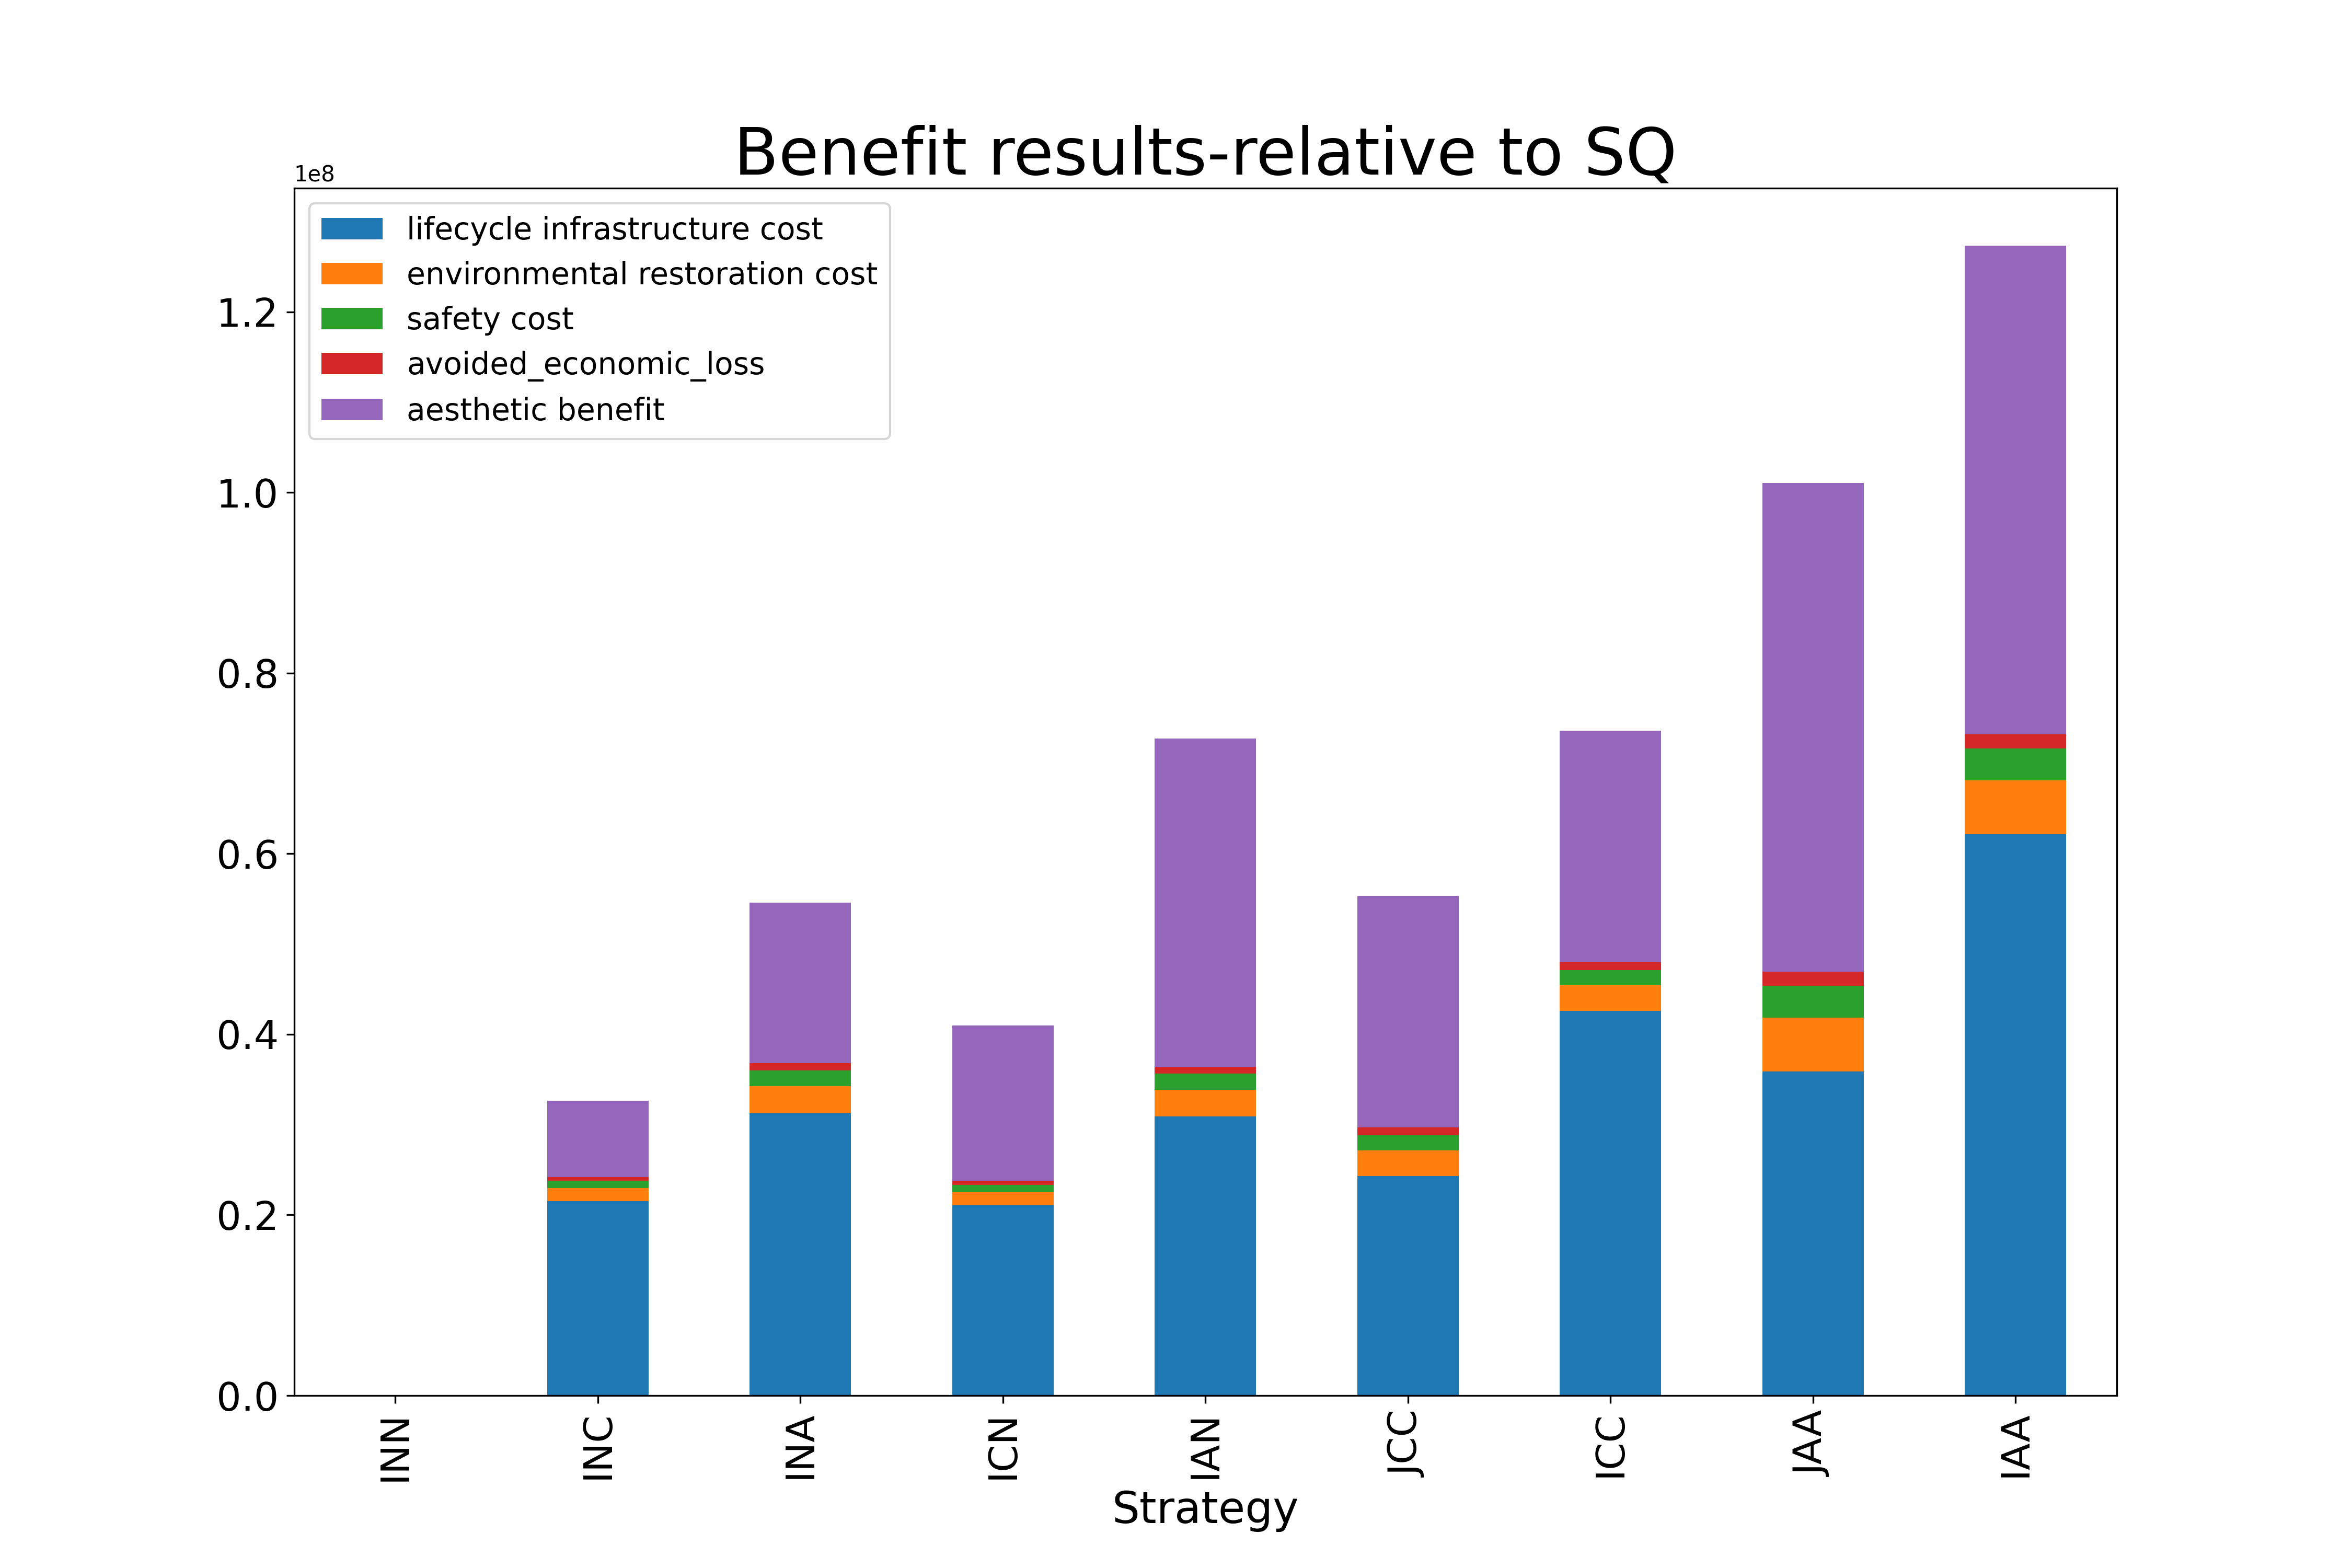 Benefit results-relative to SQ
1e8
lifecycle infrastructure cost
environmental restoration cost
safety cost
avoided_economic_loss
aesthetic benefit
1.2
1.0
0.8
0.6
0.4
0.2
0.0
INN
INC
INA
ICN
IAN
JCC
ICC
JAA
IAA
Strategy